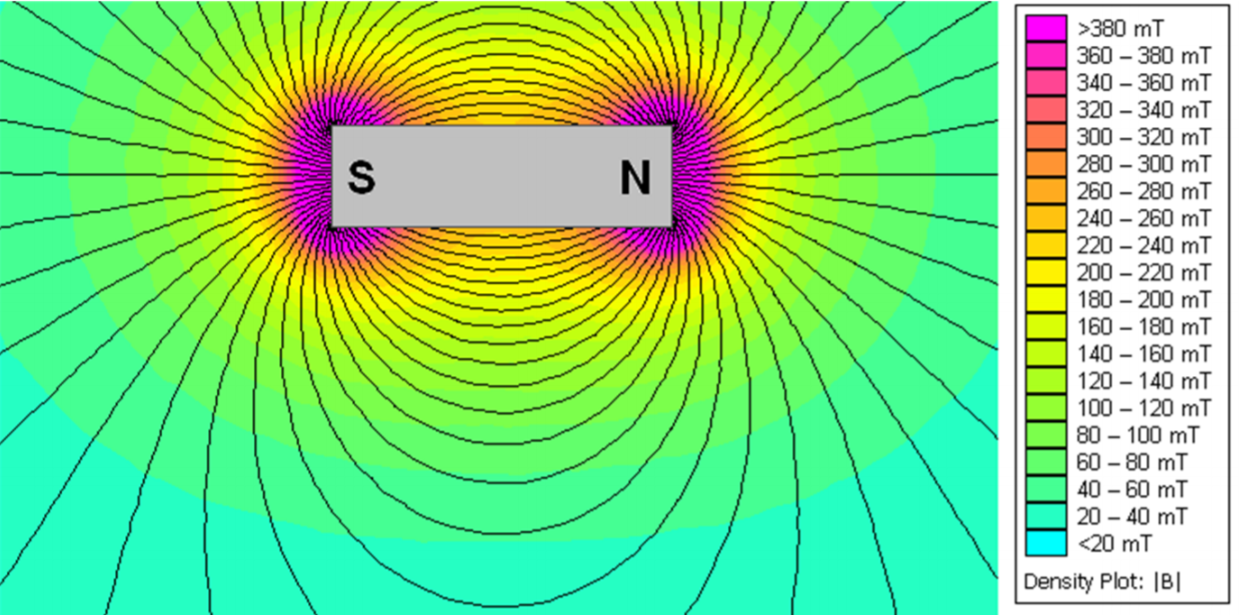 S N
>380 mT
360 – 380 mT
340 – 360 mT
320 – 340 mT
300 – 320 mT
280 – 300 mT
260 – 280 mT
240 – 260 mT
220 – 240 mT
200 – 220 mT
180 – 200 mT
160 – 180 mT
140 – 160 mT
120 – 140 mT
100 – 120 mT
80 – 100 mT
60 – 80 mT
40 – 60 mT
20 – 40 mT
<20 mT
Density Plot: |B|